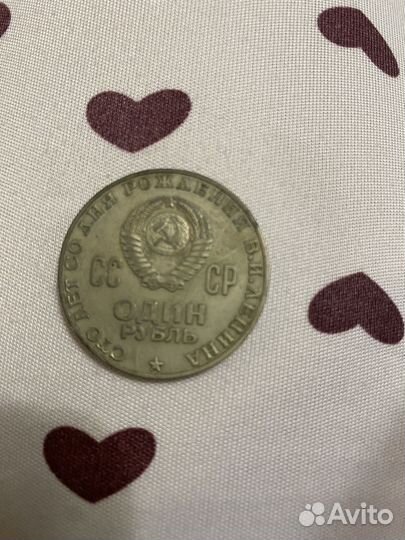 СТО ЛЕТ СО ДНЯ РОЖДЕНИЯ В.И.ЛЕНИНА
СС СР
ОДИН
РУБЛЬ
Avito